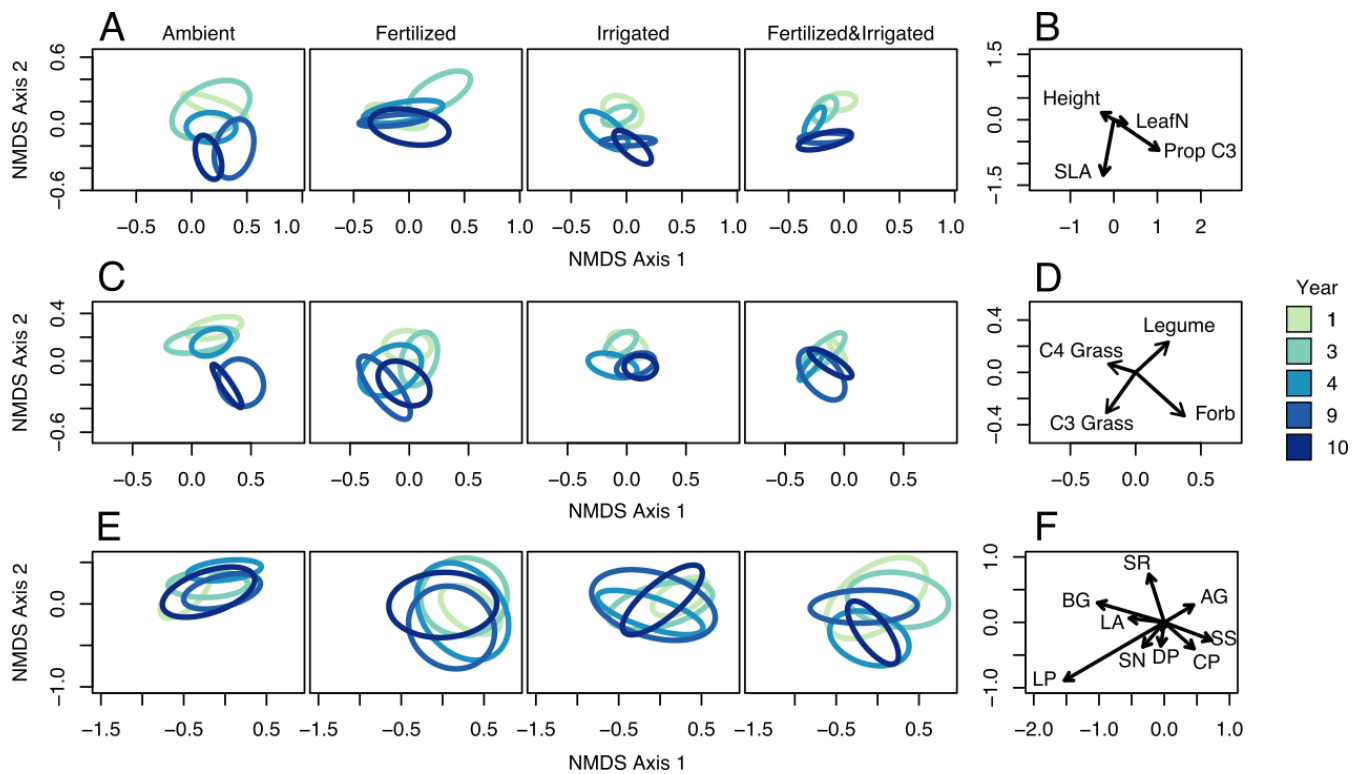 A
Ambient
Fertilized
Irrigated
Fertilized&Irrigated
B
NMDS Axis 2
0.6
0.0
−0.6
−0.5 0.0 0.5 1.0
−0.5 0.0 0.5 1.0
−0.5 0.0 0.5 1.0
−0.5 0.0 0.5 1.0
NMDS Axis 1
1.5
0.0
−1.5
Height
LeafN
Prop C3
SLA
−1 0 1 2
C
NMDS Axis 2
0.4
0.0
−0.6
−0.5 0.0 0.5
−0.5 0.0 0.5
−0.5 0.0 0.5
−0.5 0.0 0.5
NMDS Axis 1
D
0.4
0.0
−0.4
Legume
C4 Grass
C3 Grass
Forb
−0.5 0.0 0.5
Year
1
3
4
9
10
E
NMDS Axis 2
0.0
−1.0
−1.5 −0.5 0.5
−1.5 −0.5 0.5
−1.5 −0.5 0.5
−1.5 −0.5 0.5
NMDS Axis 1
F
1.0
0.0
−1.0
SR
BG
AG
LA
SS
SN
DP
CP
LP
−2.0 −1.0 0.0 1.0